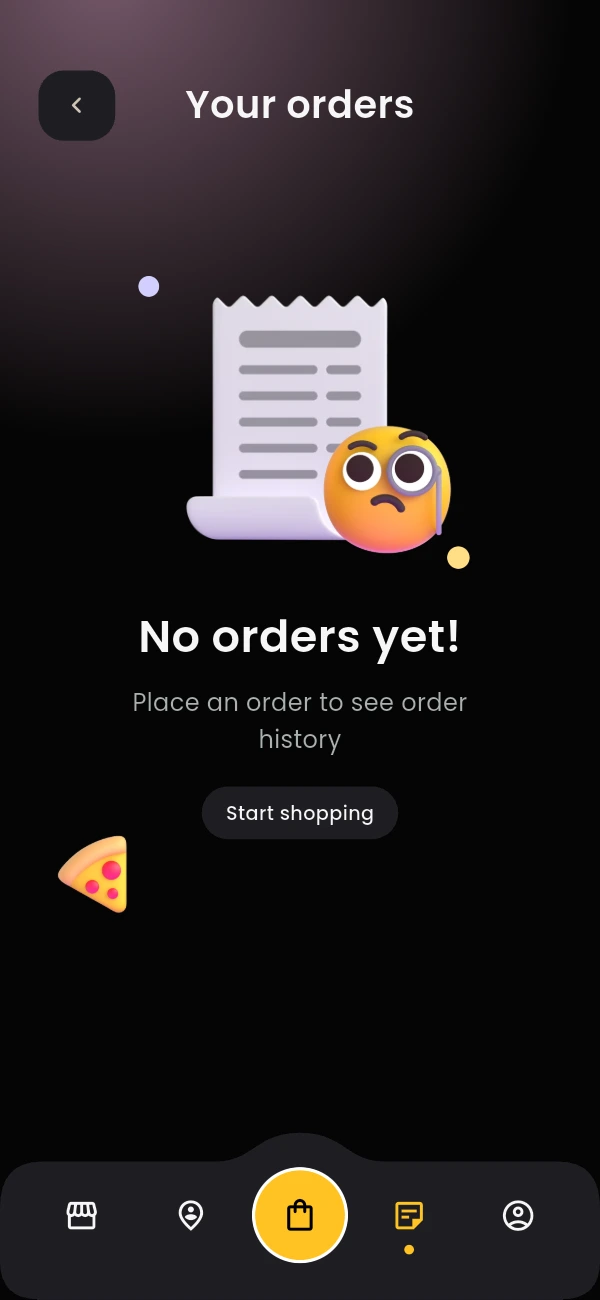 Your orders
No orders yet!
Place an order to see order
history
Start shopping